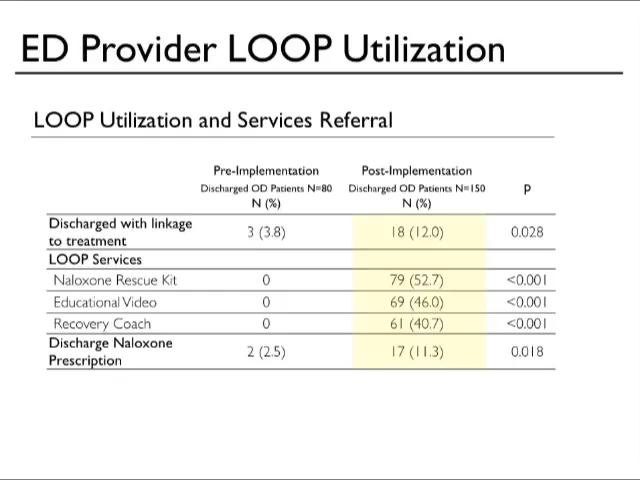 ED Provider LOOP Utilization
LOOP Utilization and Services Referral
Pre-Implementation Post-Implementation
Discharged OD Patients N=80 Discharged OD Patients N=150 P
N (%) N (%)
Discharged with linkage to treatment 3 (3.8) 18 (12.0) 0.028
LOOP Services
Naloxone Rescue Kit 0 79 (52.7) <0.001
Educational Video 0 69 (46.0) <0.001
Recovery Coach 0 61 (40.7) <0.001
Discharge Naloxone Prescription 2 (2.5) 17 (11.3) 0.018